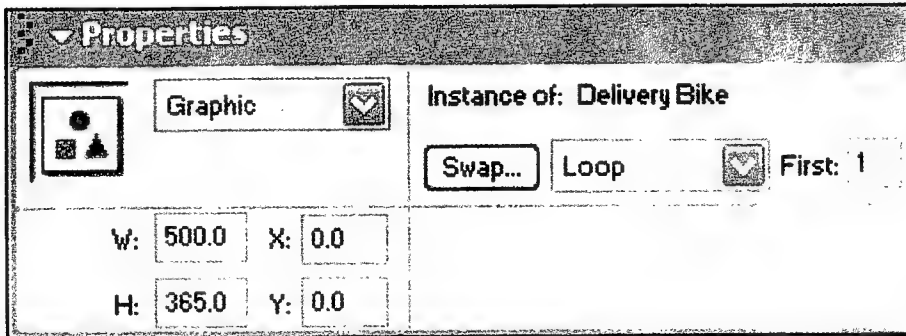 Properties
Graphic
Instance of: Delivery Bike
Swap... Loop First: 1
W: 500.0 X: 0.0
H: 365.0 Y: 0.0